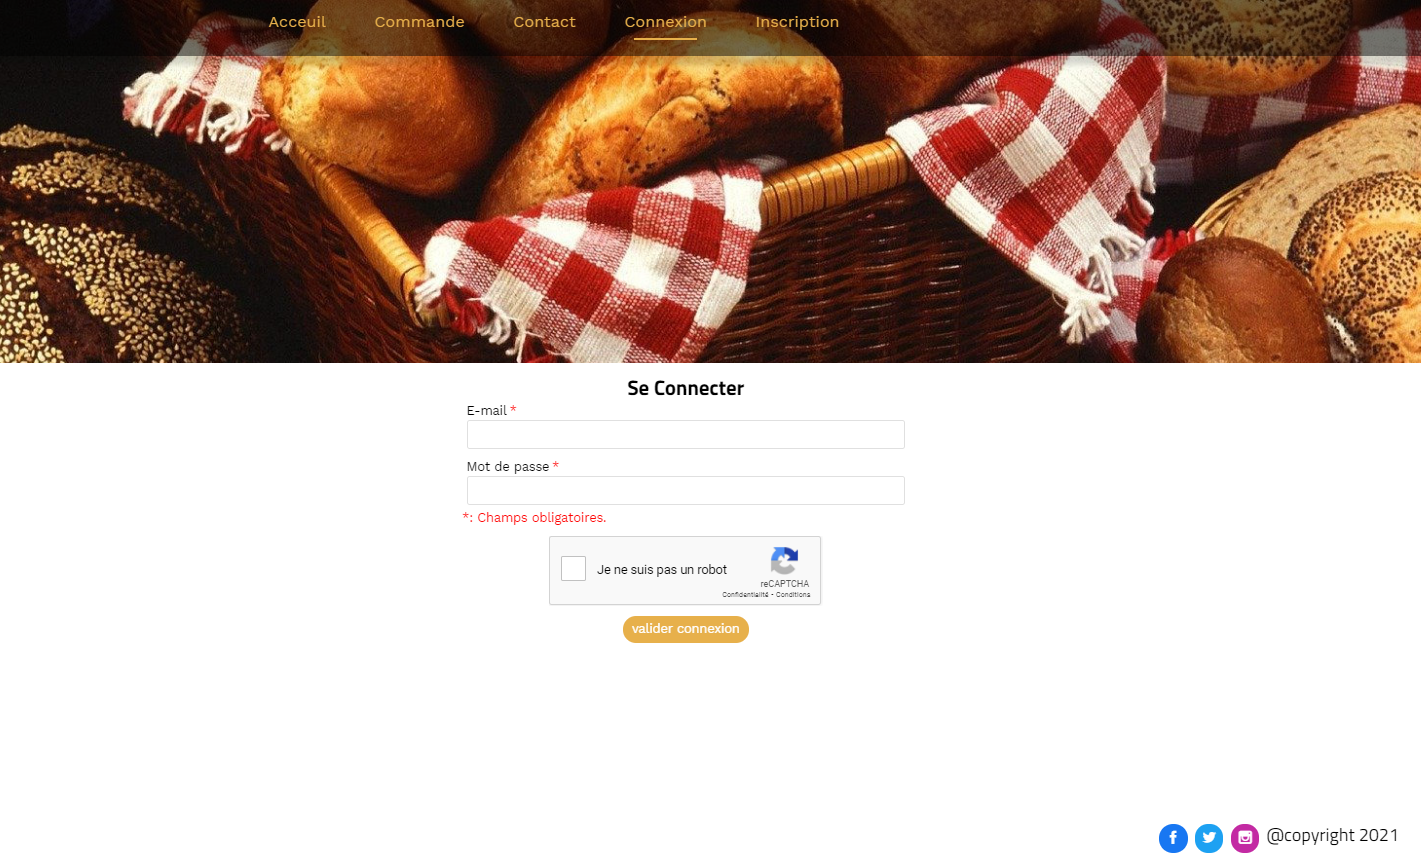 Acceuil Commande Contact Connexion Inscription
Se Connecter
E-mail *
Mot de passe *
*: Champs obligatoires.
Je ne suis pas un robot
reCAPTCHA
Confidentialité - Conditions
valider connexion
@copyright 2021